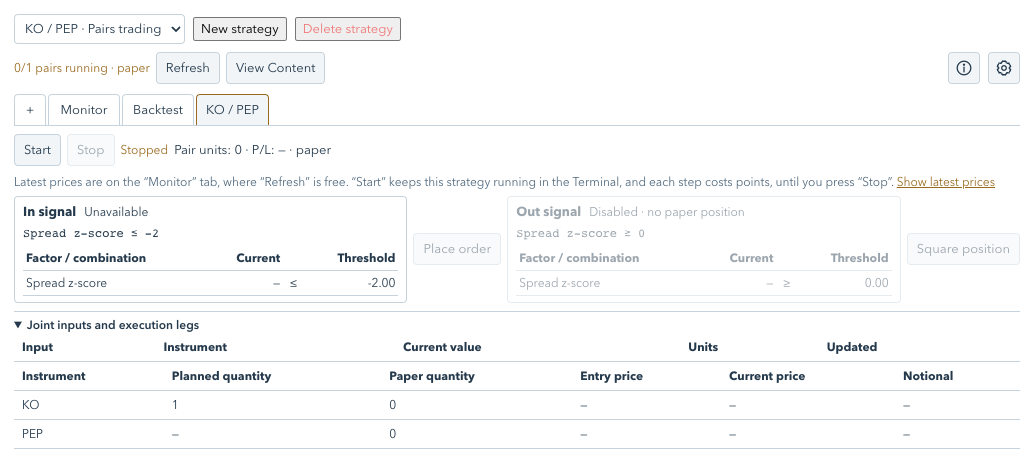 KO / PEP · Pairs trading New strategy Delete strategy
0/1 pairs running · paper Refresh View Content
+ Monitor Backtest KO / PEP
Start Stop Stopped Pair units: 0 · P/L: — · paper
Latest prices are on the “Monitor” tab, where “Refresh” is free. “Start” keeps this strategy running in the Terminal, and each step costs points, until you press “Stop”. Show latest prices
In signal Unavailable
Spread z-score ≤ -2
Factor / combination Current Threshold
Spread z-score — ≤ -2.00
Place order
Out signal Disabled · no paper position
Spread z-score ≥ 0
Factor / combination Current Threshold
Spread z-score — ≥ 0.00
Square position
▼ Joint inputs and execution legs
Input Instrument Current value Units Updated
Instrument Planned quantity Paper quantity Entry price Current price Notional
KO 1 0 — — —
PEP — 0 — — —